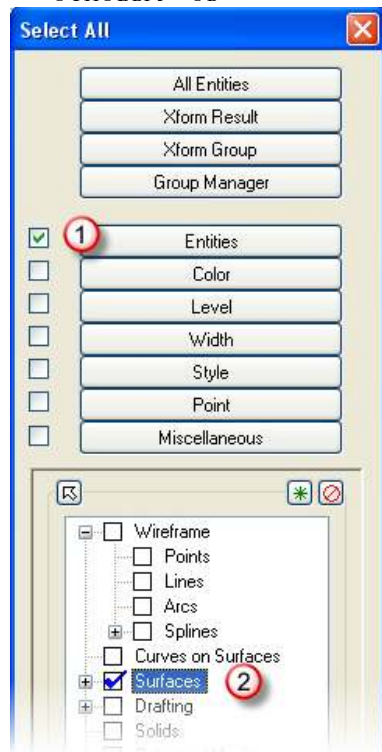 Select All
All Entities
Xform Result
Xform Group
Group Manager
1
Entities
Color
Level
Width
Style
Point
Miscellaneous
Wireframe
Points
Lines
Arcs
Splines
Curves on Surfaces
Surfaces 2
Drafting
Solids